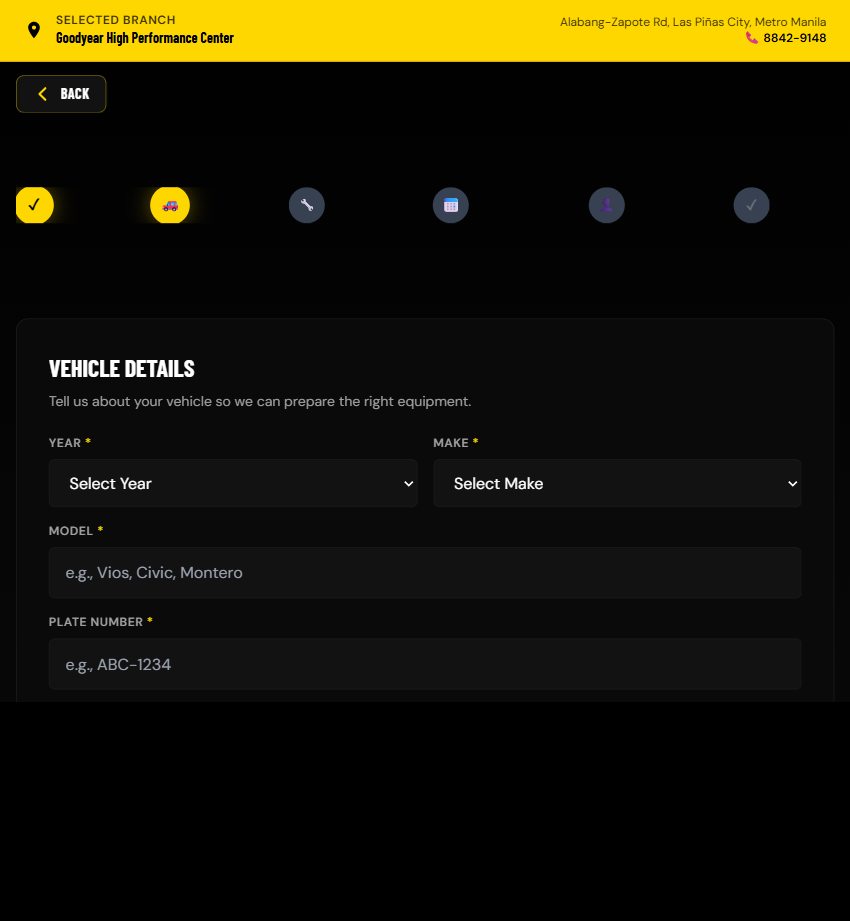 SELECTED BRANCH
Goodyear High Performance Center
Alabang-Zapote Rd, Las Piñas City, Metro Manila
8842-9148
BACK
VEHICLE DETAILS
Tell us about your vehicle so we can prepare the right equipment.
YEAR *
MAKE *
Select Year
Select Make
MODEL *
e.g., Vios, Civic, Montero
PLATE NUMBER *
e.g., ABC-1234